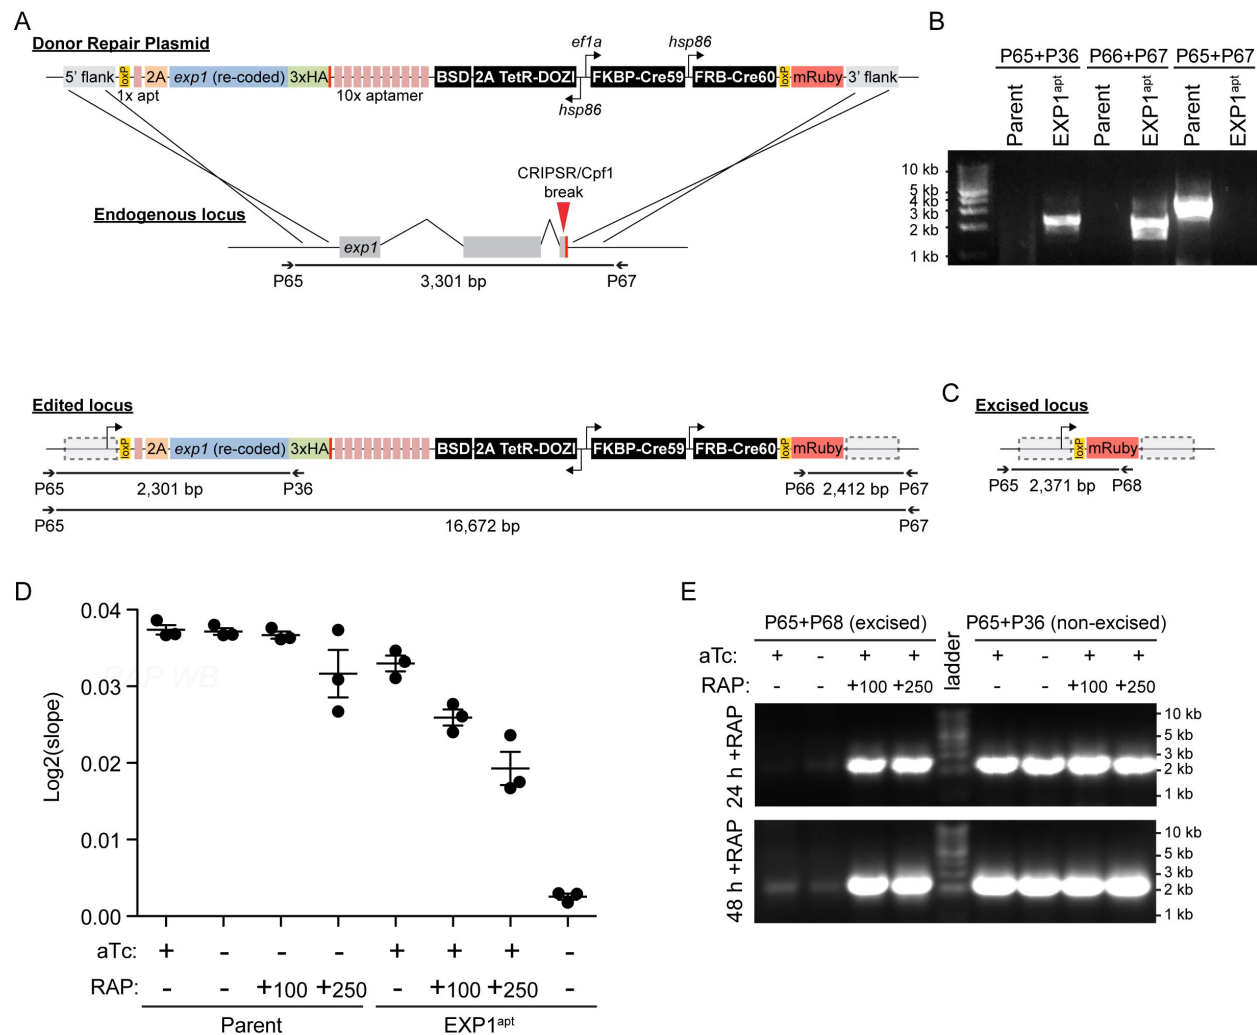 A
Donor Repair Plasmid
ef1a
hsp86
5' flank
loxP
2A
exp1 (re-coded)
3xHA
BSD
2A TetR-DOZI
FKBP-Cre59
FRB-Cre60
loxP
mRuby
3' flank
1x apt
10x aptamer
hsp86
CRIPSR/Cpf1
break
Endogenous locus
exp1
P65
3,301 bp
P67
Edited locus
loxP
2A
exp1 (re-coded)
3xHA
BSD
2A TetR-DOZI
FKBP-Cre59
FRB-Cre60
loxP
mRuby
P65
2,301 bp
P36
P66
2,412 bp
P67
P65
16,672 bp
P67
B
P65+P36
P66+P67
P65+P67
Parent
EXP1apt
Parent
EXP1apt
Parent
EXP1apt
10 kb
5 kb
4 kb
3 kb
2 kb
1 kb
C
Excised locus
loxP
mRuby
P65
2,371 bp
P68
D
Log2(slope)
0.04
0.03
0.02
0.01
0.00
RAP WB
aTc: + - - - + + + -
RAP: - - +100 +250 - +100 +250 -
Parent
EXP1apt
E
P65+P68 (excised)
ladder
P65+P36 (non-excised)
aTc: + - + + + - + +
RAP: - - +100 +250 - - +100 +250
24 h +RAP
10 kb
5 kb
3 kb
2 kb
1 kb
48 h +RAP
10 kb
5 kb
3 kb
2 kb
1 kb